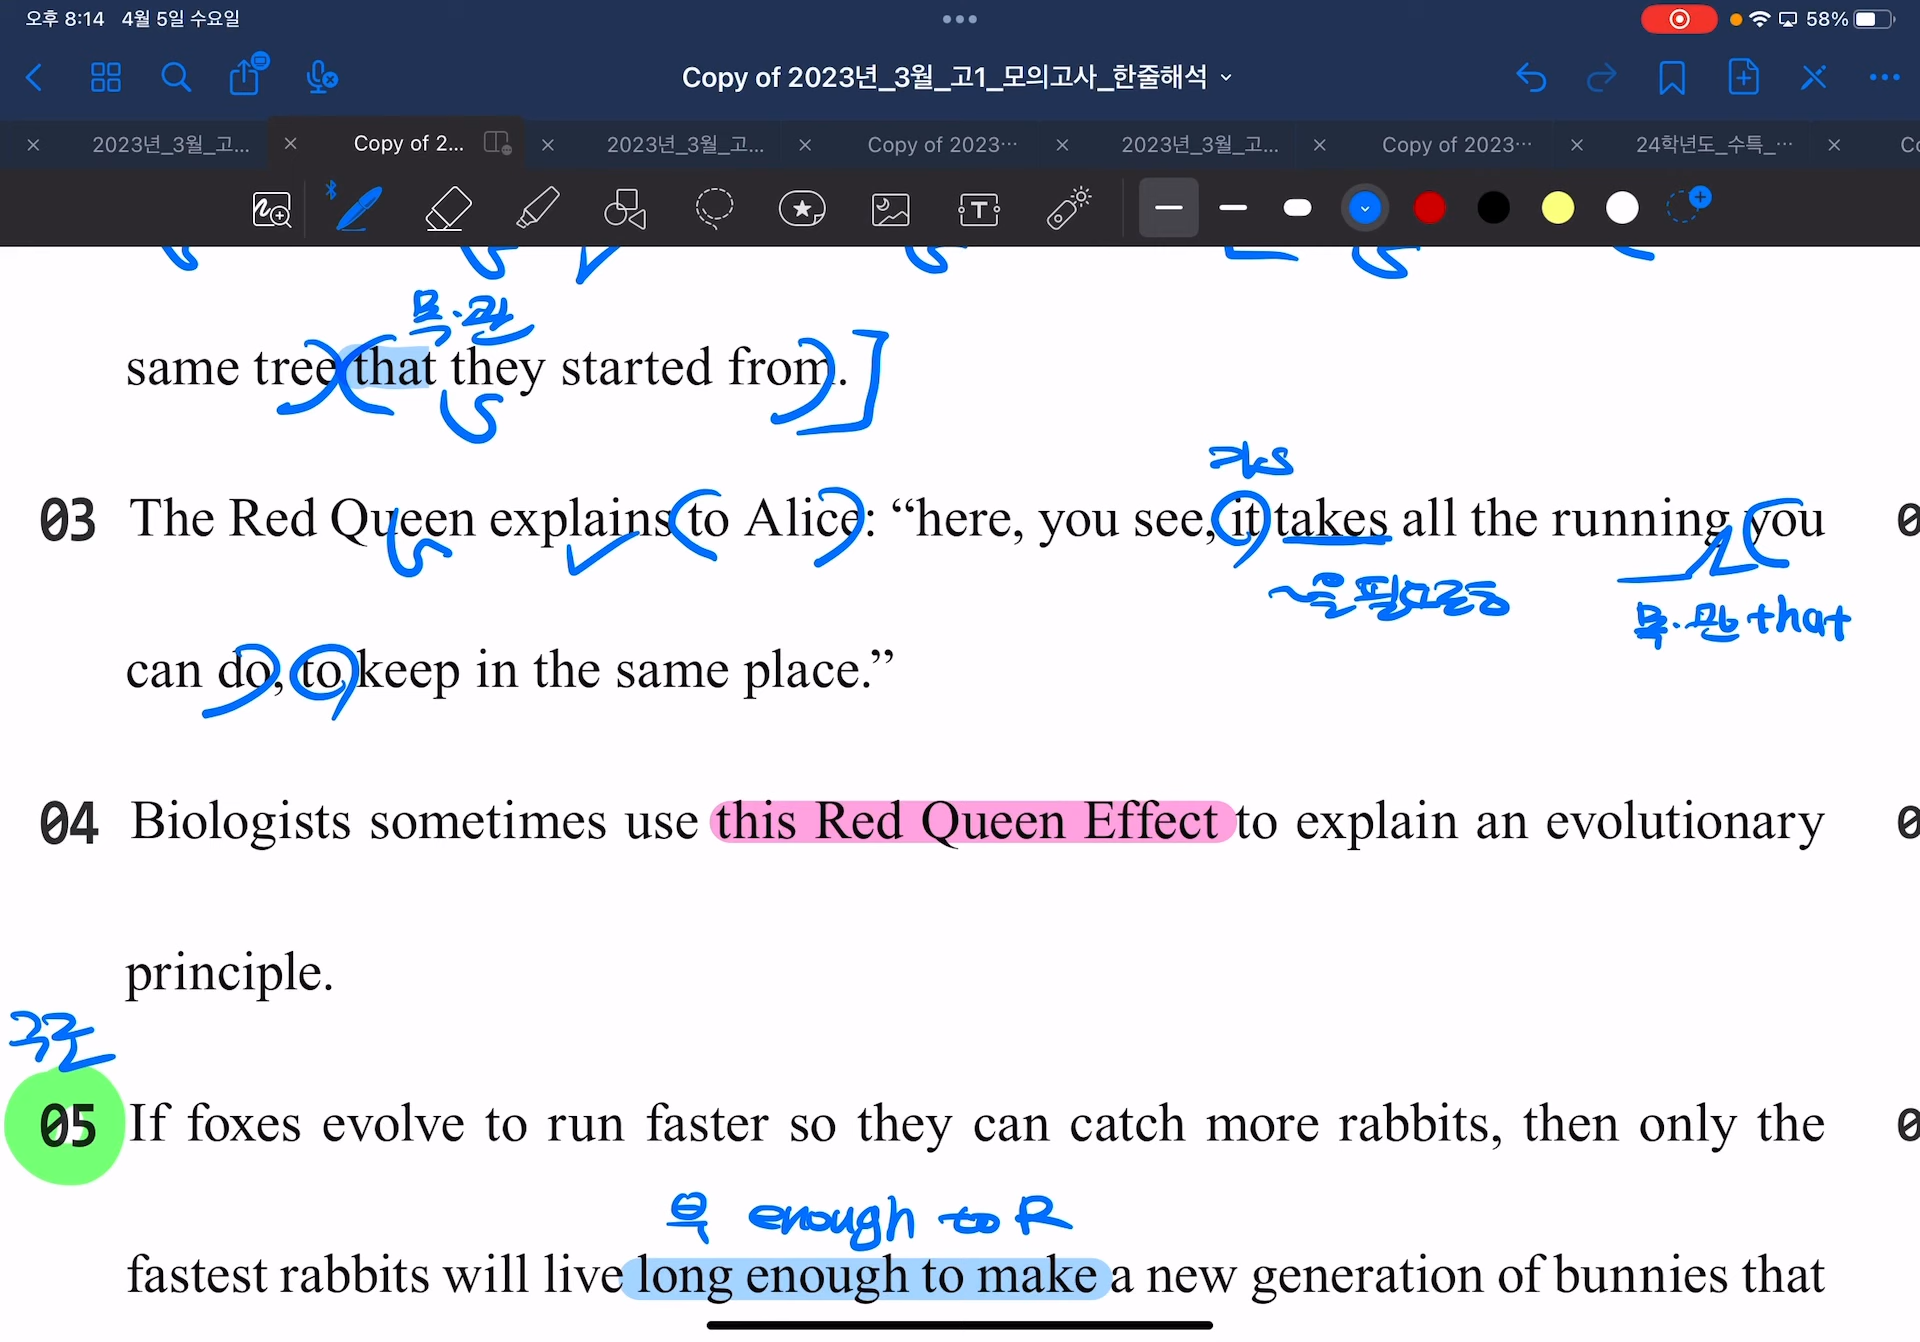 오후 8:14 4월 5일 수요일
58%
Copy of 2023년_3월_고1_모의고사_한줄해석
2023년_3월_고...
Copy of 2...
2023년_3월_고...
Copy of 2023...
2023년_3월_고...
Copy of 2023...
24학년도_수특_...
목·관
same tree that they started from.
S
가S
03 The Red Queen explains to Alice: “here, you see, it takes all the running you
S
~을 필요로 함
목·관 that
can do, to keep in the same place.”
04 Biologists sometimes use this Red Queen Effect to explain an evolutionary
principle.
구문
05 If foxes evolve to run faster so they can catch more rabbits, then only the
enough to R
fastest rabbits will live long enough to make a new generation of bunnies that